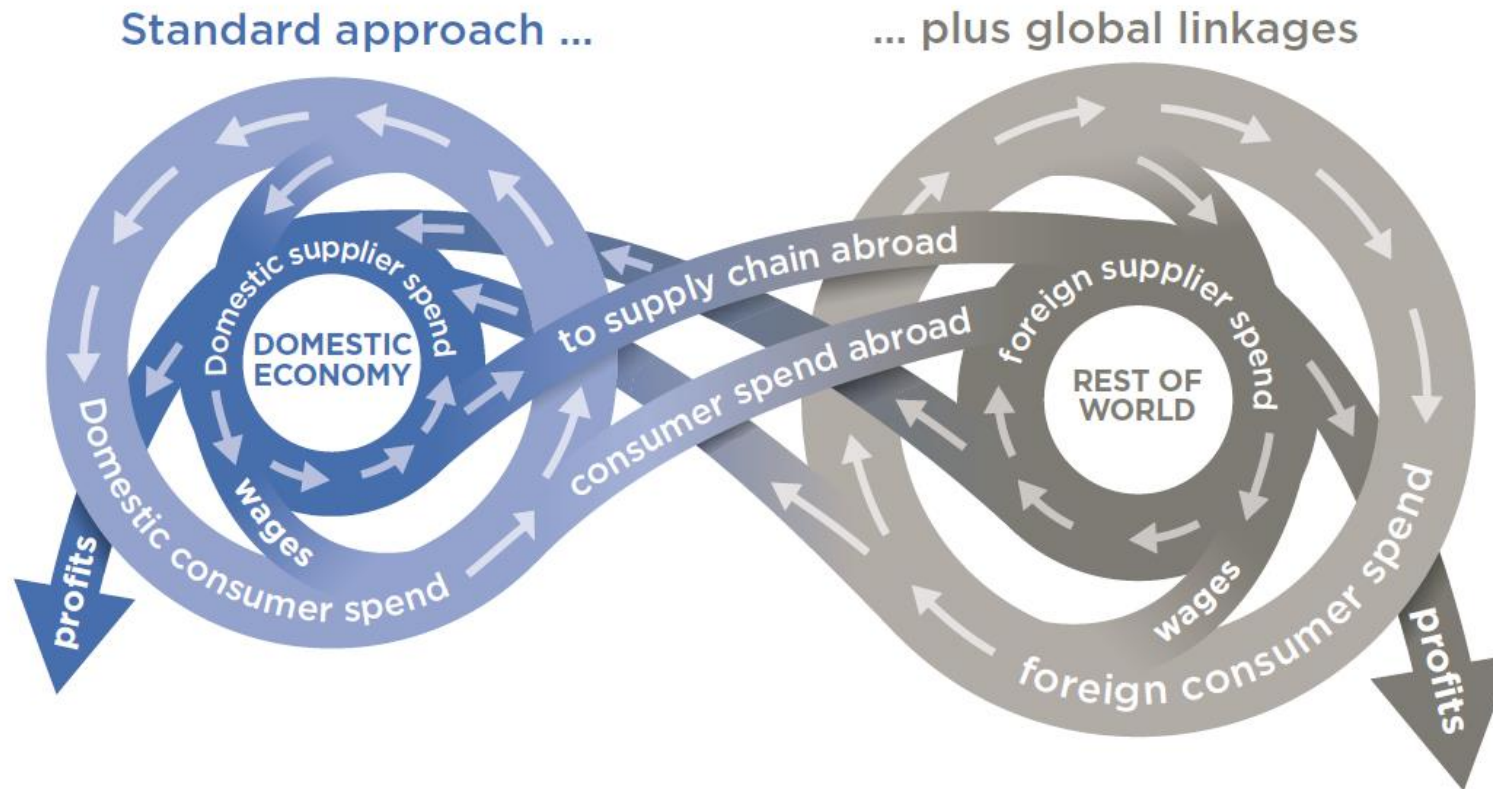 Standard approach ...
... plus global linkages
Domestic supplier spend
DOMESTIC
ECONOMY
to supply chain abroad
consumer spend abroad
foreign supplier spend
REST OF
WORLD
wages
Domestic consumer spend
profits
wages
foreign consumer spend
profits